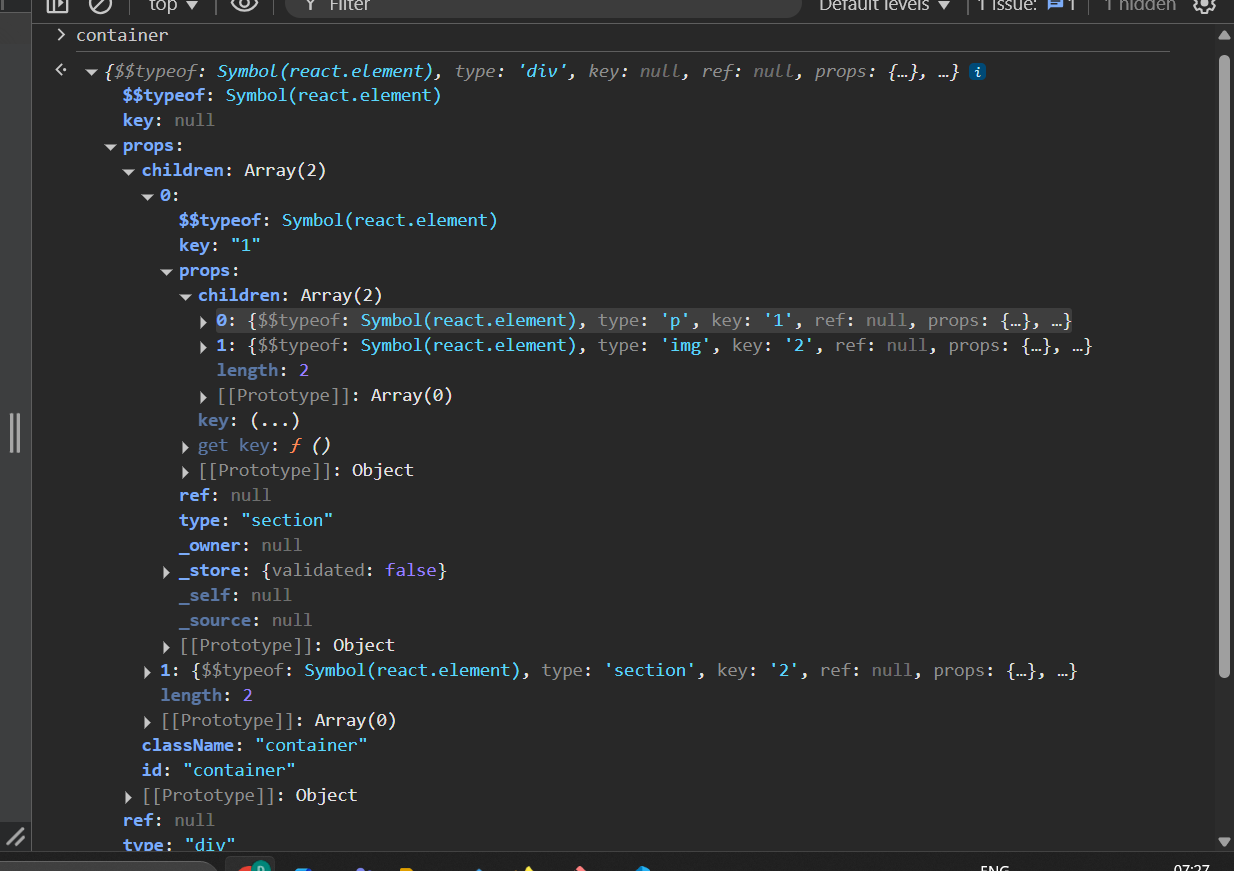 top ▼ Filter Default levels ▼ 1 Issue: 1 1 hidden
> container
{$$typeof: Symbol(react.element), type: 'div', key: null, ref: null, props: {…}, …} i
$$typeof: Symbol(react.element)
key: null
props:
children: Array(2)
0:
$$typeof: Symbol(react.element)
key: "1"
props:
children: Array(2)
0: {$$typeof: Symbol(react.element), type: 'p', key: '1', ref: null, props: {…}, …}
1: {$$typeof: Symbol(react.element), type: 'img', key: '2', ref: null, props: {…}, …}
length: 2
[[Prototype]]: Array(0)
key: (...)
get key: ƒ ()
[[Prototype]]: Object
ref: null
type: "section"
_owner: null
_store: {validated: false}
_self: null
_source: null
[[Prototype]]: Object
1: {$$typeof: Symbol(react.element), type: 'section', key: '2', ref: null, props: {…}, …}
length: 2
[[Prototype]]: Array(0)
className: "container"
id: "container"
[[Prototype]]: Object
ref: null
type: "div"
ENG 07:27